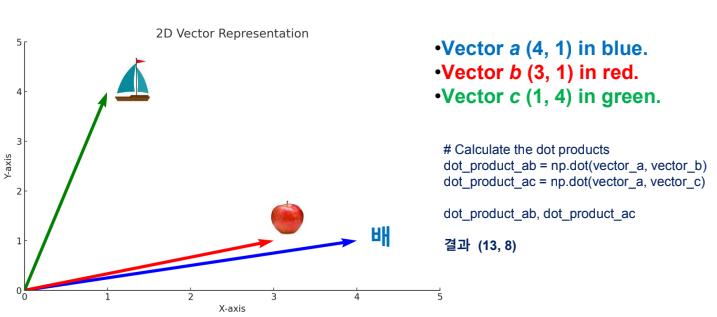 2D Vector Representation
5
4
3
2
1
0
Y-axis
0
1
2
3
4
5
X-axis
배
•Vector a (4, 1) in blue.
•Vector b (3, 1) in red.
•Vector c (1, 4) in green.
# Calculate the dot products
dot_product_ab = np.dot(vector_a, vector_b)
dot_product_ac = np.dot(vector_a, vector_c)
dot_product_ab, dot_product_ac
결과 (13, 8)